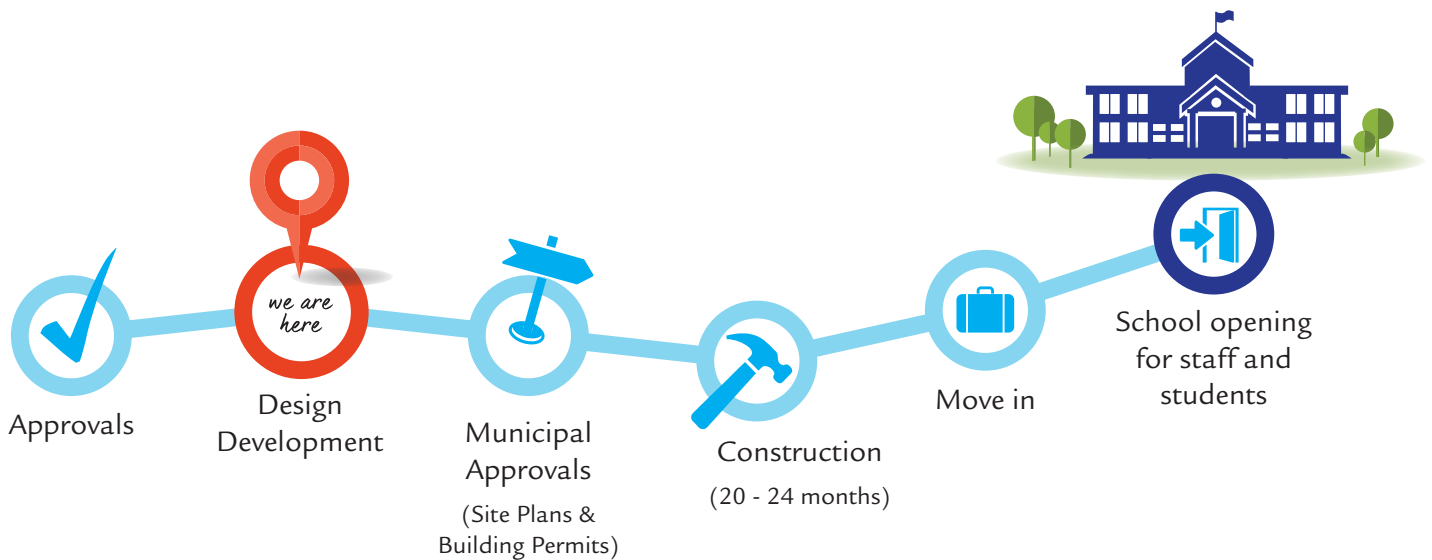 we are
here
Approvals
Design
Development
Municipal
Approvals
(Site Plans &
Building Permits)
Construction
(20 - 24 months)
Move in
School opening
for staff and
students